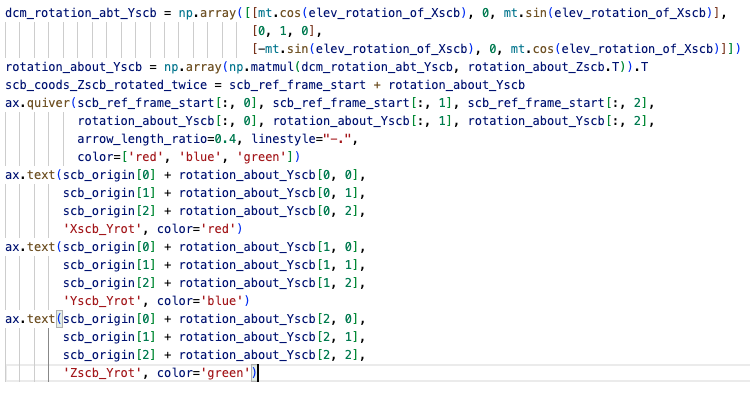 dcm_rotation_abt_Yscb = np.array([[mt.cos(elev_rotation_of_Xscb), 0, mt.sin(elev_rotation_of_Xscb)],
[0, 1, 0],
[-mt.sin(elev_rotation_of_Xscb), 0, mt.cos(elev_rotation_of_Xscb)]])
rotation_about_Yscb = np.array(np.matmul(dcm_rotation_abt_Yscb, rotation_about_Zscb.T)).T
scb_coods_Zscb_rotated_twice = scb_ref_frame_start + rotation_about_Yscb
ax.quiver(scb_ref_frame_start[:, 0], scb_ref_frame_start[:, 1], scb_ref_frame_start[:, 2],
rotation_about_Yscb[:, 0], rotation_about_Yscb[:, 1], rotation_about_Yscb[:, 2],
arrow_length_ratio=0.4, linestyle="-.",
color=['red', 'blue', 'green'])
ax.text(scb_origin[0] + rotation_about_Yscb[0, 0],
scb_origin[1] + rotation_about_Yscb[0, 1],
scb_origin[2] + rotation_about_Yscb[0, 2],
'Xscb_Yrot', color='red')
ax.text(scb_origin[0] + rotation_about_Yscb[1, 0],
scb_origin[1] + rotation_about_Yscb[1, 1],
scb_origin[2] + rotation_about_Yscb[1, 2],
'Yscb_Yrot', color='blue')
ax.text(scb_origin[0] + rotation_about_Yscb[2, 0],
scb_origin[1] + rotation_about_Yscb[2, 1],
scb_origin[2] + rotation_about_Yscb[2, 2],
'Zscb_Yrot', color='green')